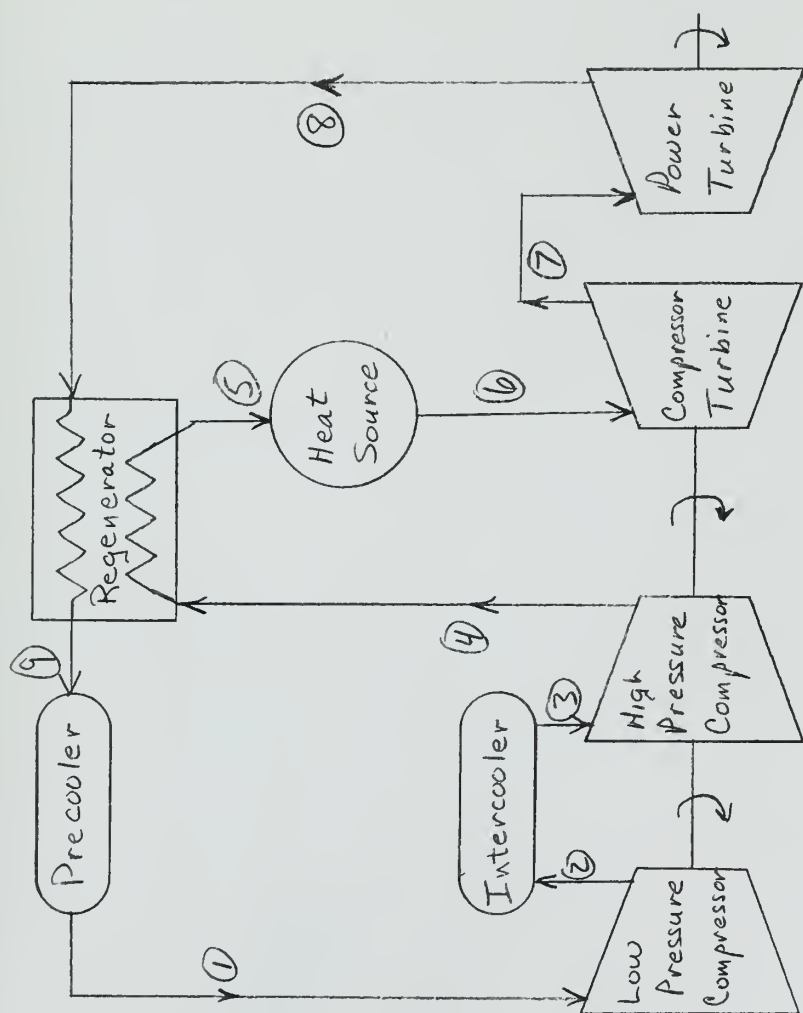 Precooler
⑨
Regenerator
⑧
①
⑤
Heat
Source
Intercooler
②
③
④
⑥
⑦
Low
Pressure
Compressor
High
Pressure
Compressor
Compressor
Turbine
Power
Turbine